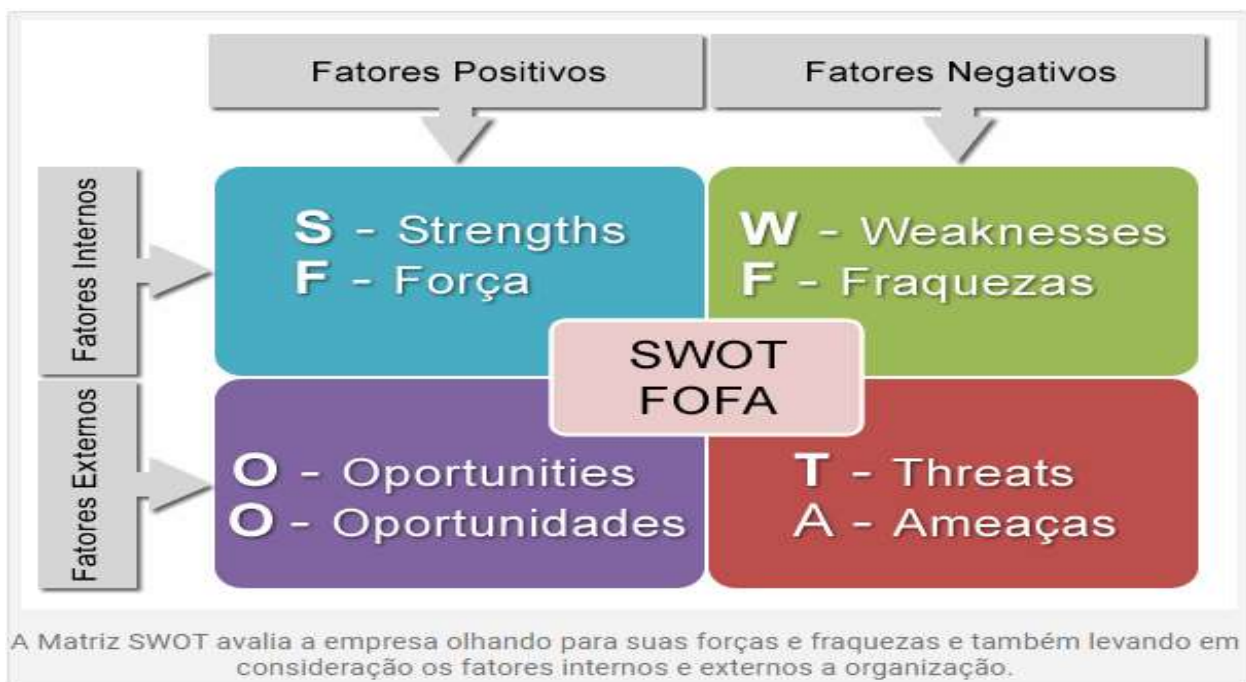 Fatores Positivos
Fatores Negativos
Fatores Internos
S - Strengths
F - Força
W - Weaknesses
F - Fraquezas
SWOT
FOFA
Fatores Externos
O - Oportunities
O - Oportunidades
T - Threats
A - Ameaças
A Matriz SWOT avalia a empresa olhando para suas forças e fraquezas e também levando em
consideração os fatores internos e externos a organização.